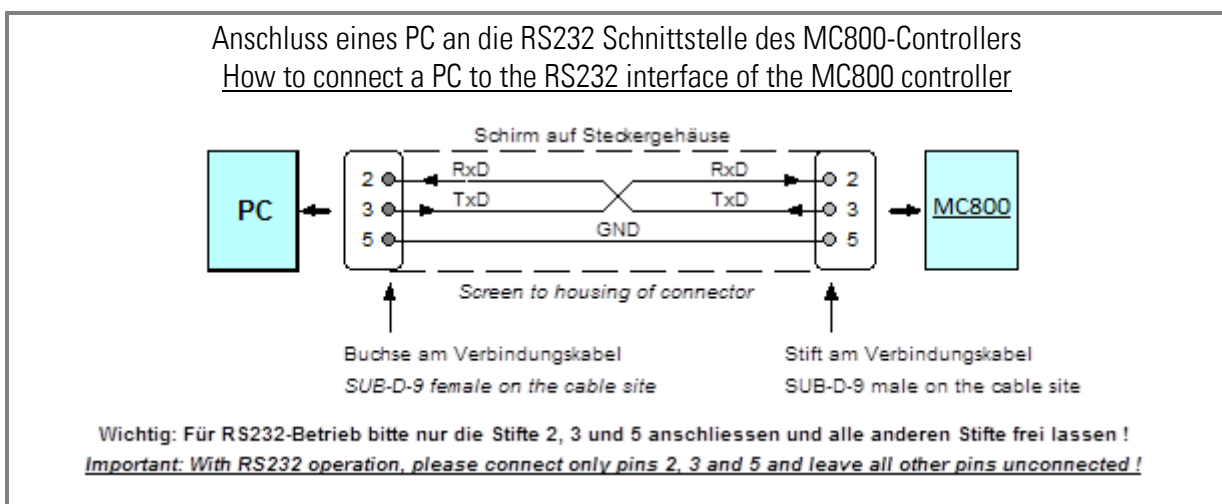 Anschluss eines PC an die RS232 Schnittstelle des MC800-Controllers
How to connect a PC to the RS232 interface of the MC800 controller
Schirm auf Steckergehäuse
RxD RxD
2 2
PC 3 TxD TxD 3 MC800
GND
5 5
Screen to housing of connector
Buchse am Verbindungskabel Stift am Verbindungskabel
SUB-D-9 female on the cable site SUB-D-9 male on the cable site
Wichtig: Für RS232-Betrieb bitte nur die Stifte 2, 3 und 5 anschliessen und alle anderen Stifte frei lassen !
Important: With RS232 operation, please connect only pins 2, 3 and 5 and leave all other pins unconnected !